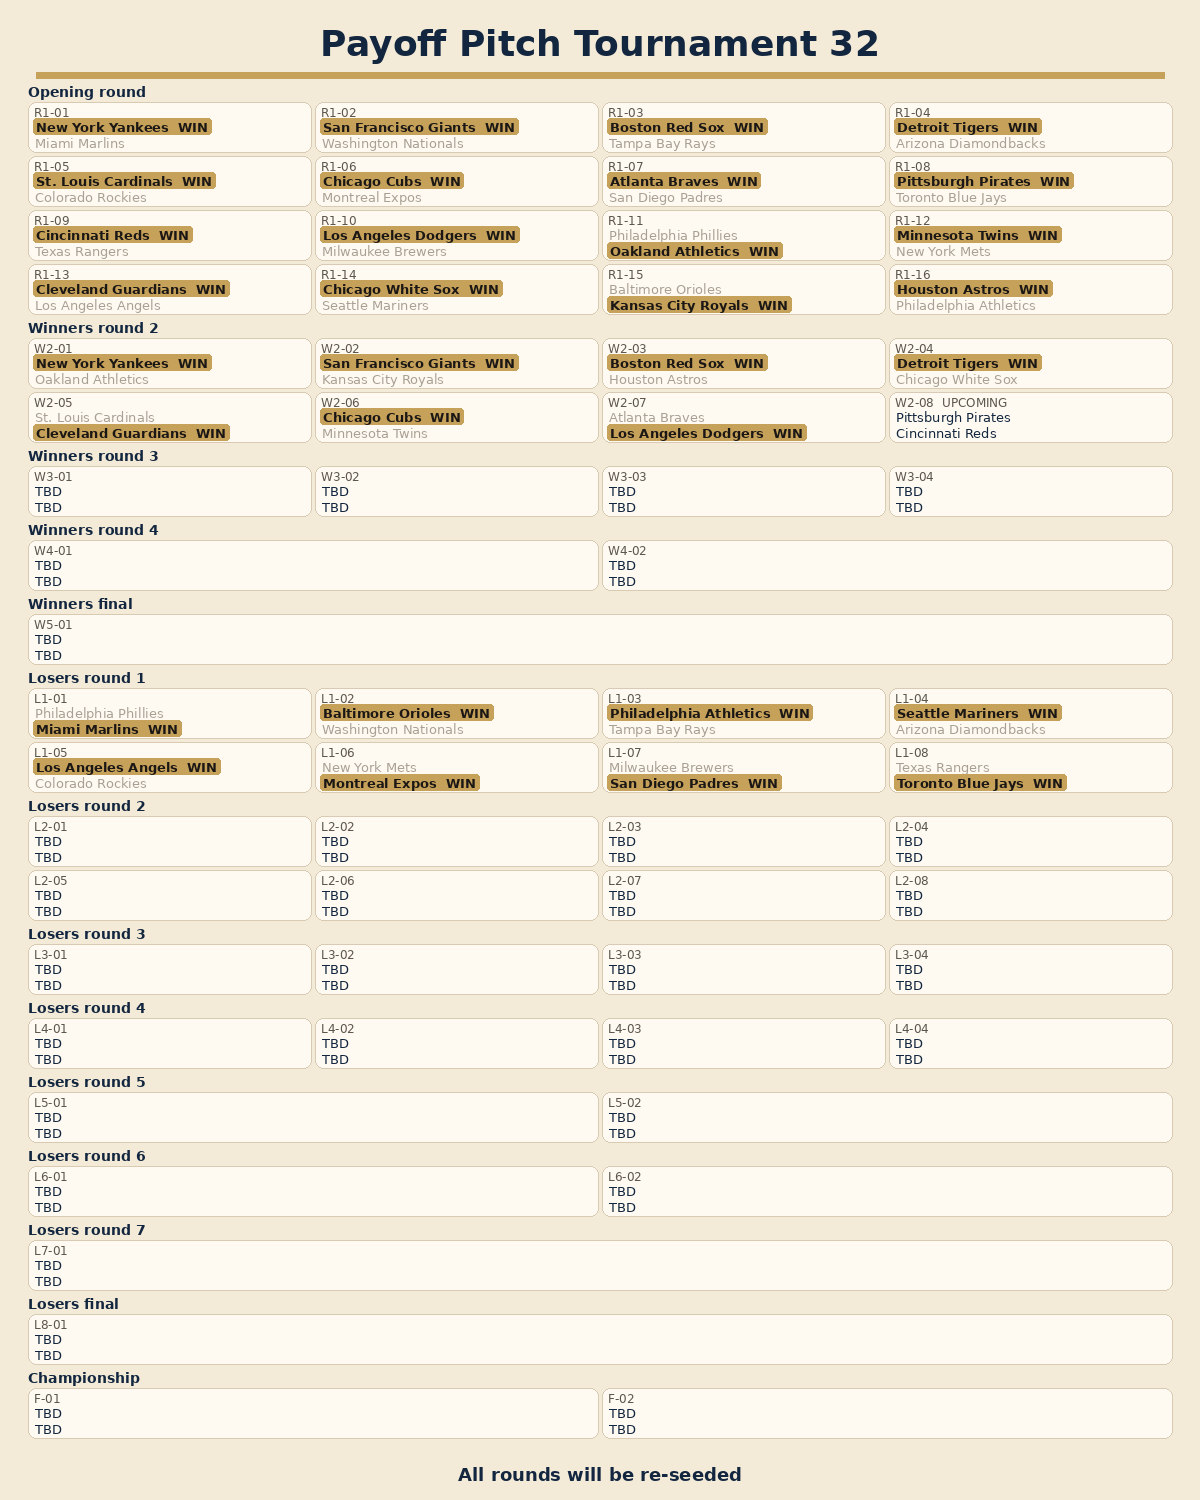 Payoff Pitch Tournament 32
Opening round
R1-01
New York Yankees WIN
Miami Marlins
R1-02
San Francisco Giants WIN
Washington Nationals
R1-03
Boston Red Sox WIN
Tampa Bay Rays
R1-04
Detroit Tigers WIN
Arizona Diamondbacks
R1-05
St. Louis Cardinals WIN
Colorado Rockies
R1-06
Chicago Cubs WIN
Montreal Expos
R1-07
Atlanta Braves WIN
San Diego Padres
R1-08
Pittsburgh Pirates WIN
Toronto Blue Jays
R1-09
Cincinnati Reds WIN
Texas Rangers
R1-10
Los Angeles Dodgers WIN
Milwaukee Brewers
R1-11
Philadelphia Phillies
Oakland Athletics WIN
R1-12
Minnesota Twins WIN
New York Mets
R1-13
Cleveland Guardians WIN
Los Angeles Angels
R1-14
Chicago White Sox WIN
Seattle Mariners
R1-15
Baltimore Orioles
Kansas City Royals WIN
R1-16
Houston Astros WIN
Philadelphia Athletics
Winners round 2
W2-01
New York Yankees WIN
Oakland Athletics
W2-02
San Francisco Giants WIN
Kansas City Royals
W2-03
Boston Red Sox WIN
Houston Astros
W2-04
Detroit Tigers WIN
Chicago White Sox
W2-05
St. Louis Cardinals
Cleveland Guardians WIN
W2-06
Chicago Cubs WIN
Minnesota Twins
W2-07
Atlanta Braves
Los Angeles Dodgers WIN
W2-08 UPCOMING
Pittsburgh Pirates
Cincinnati Reds
Winners round 3
W3-01
TBD
TBD
W3-02
TBD
TBD
W3-03
TBD
TBD
W3-04
TBD
TBD
Winners round 4
W4-01
TBD
TBD
W4-02
TBD
TBD
Winners final
W5-01
TBD
TBD
Losers round 1
L1-01
Philadelphia Phillies
Miami Marlins WIN
L1-02
Baltimore Orioles WIN
Washington Nationals
L1-03
Philadelphia Athletics WIN
Tampa Bay Rays
L1-04
Seattle Mariners WIN
Arizona Diamondbacks
L1-05
Los Angeles Angels WIN
Colorado Rockies
L1-06
New York Mets
Montreal Expos WIN
L1-07
Milwaukee Brewers
San Diego Padres WIN
L1-08
Texas Rangers
Toronto Blue Jays WIN
Losers round 2
L2-01
TBD
TBD
L2-02
TBD
TBD
L2-03
TBD
TBD
L2-04
TBD
TBD
L2-05
TBD
TBD
L2-06
TBD
TBD
L2-07
TBD
TBD
L2-08
TBD
TBD
Losers round 3
L3-01
TBD
TBD
L3-02
TBD
TBD
L3-03
TBD
TBD
L3-04
TBD
TBD
Losers round 4
L4-01
TBD
TBD
L4-02
TBD
TBD
L4-03
TBD
TBD
L4-04
TBD
TBD
Losers round 5
L5-01
TBD
TBD
L5-02
TBD
TBD
Losers round 6
L6-01
TBD
TBD
L6-02
TBD
TBD
Losers round 7
L7-01
TBD
TBD
Losers final
L8-01
TBD
TBD
Championship
F-01
TBD
TBD
F-02
TBD
TBD
All rounds will be re-seeded